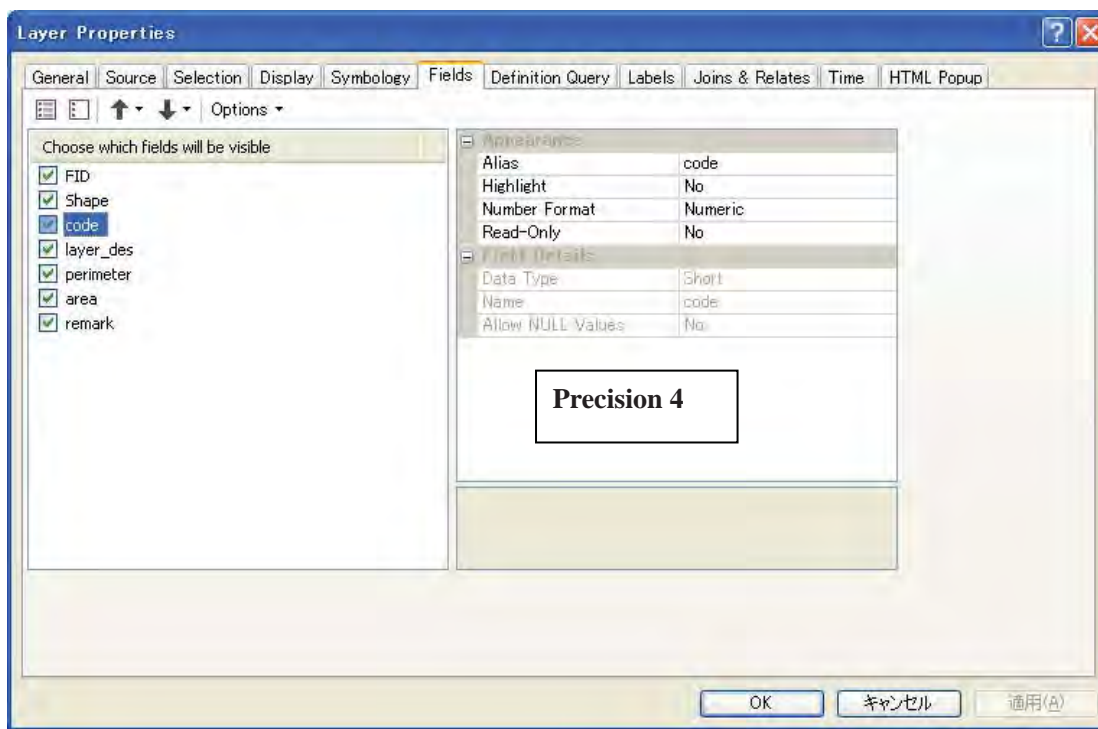 Layer Properties
General Source Selection Display Symbology Fields Definition Query Labels Joins & Relates Time HTML Popup
Options
Choose which fields will be visible
FID
Shape
code
layer_des
perimeter
area
remark
Appearance
Alias code
Highlight No
Number Format Numeric
Read-Only No
Field Details
Data Type Short
Name code
Allow NULL Values No
Precision 4
OK キャンセル 適用(A)